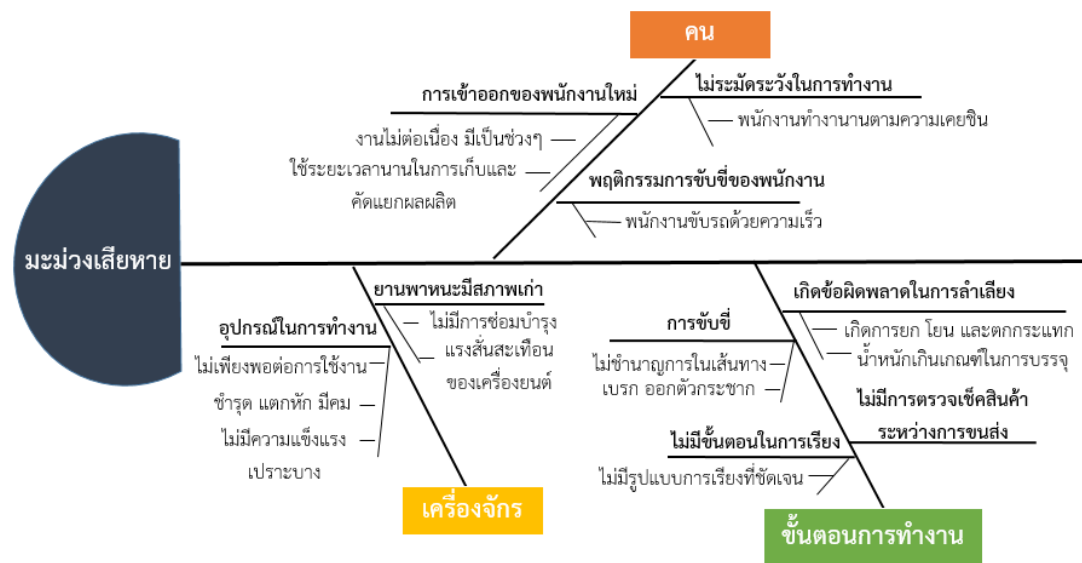 คน
การเข้าออกของพนักงานใหม่
งานไม่ต่อเนื่อง มีเป็นช่วงๆ
ใช้ระยะเวลานานในการเก็บและ
คัดแยกผลผลิต
ไม่ระมัดระวังในการทำงาน
พนักงานทำงานานตามความเคยชิน
พฤติกรรมการขับขี่ของพนักงาน
พนักงานขับรถด้วยความเร็ว
มะม่วงเสียหาย
ยานพาหนะมีสภาพเก่า
ไม่มีการซ่อมบำรุง
แรงสั่นสะเทือน
ของเครื่องยนต์
อุปกรณ์ในการทำงาน
ไม่เพียงพอต่อการใช้งาน
ชำรุด แตกหัก มีคม
ไม่มีความแข็งแรง
เปราะบาง
เครื่องจักร
เกิดข้อผิดพลาดในการลำเลียง
เกิดการยก โยน และตกกระแทก
น้ำหนักเกินเกณฑ์ในการบรรจุ
การขับขี่
ไม่ชำนาญการในเส้นทาง
เบรก ออกตัวกระชาก
ไม่มีการตรวจเช็คสินค้า
ระหว่างการขนส่ง
ไม่มีขั้นตอนในการเรียง
ไม่มีรูปแบบการเรียงที่ชัดเจน
ขั้นตอนการทำงาน